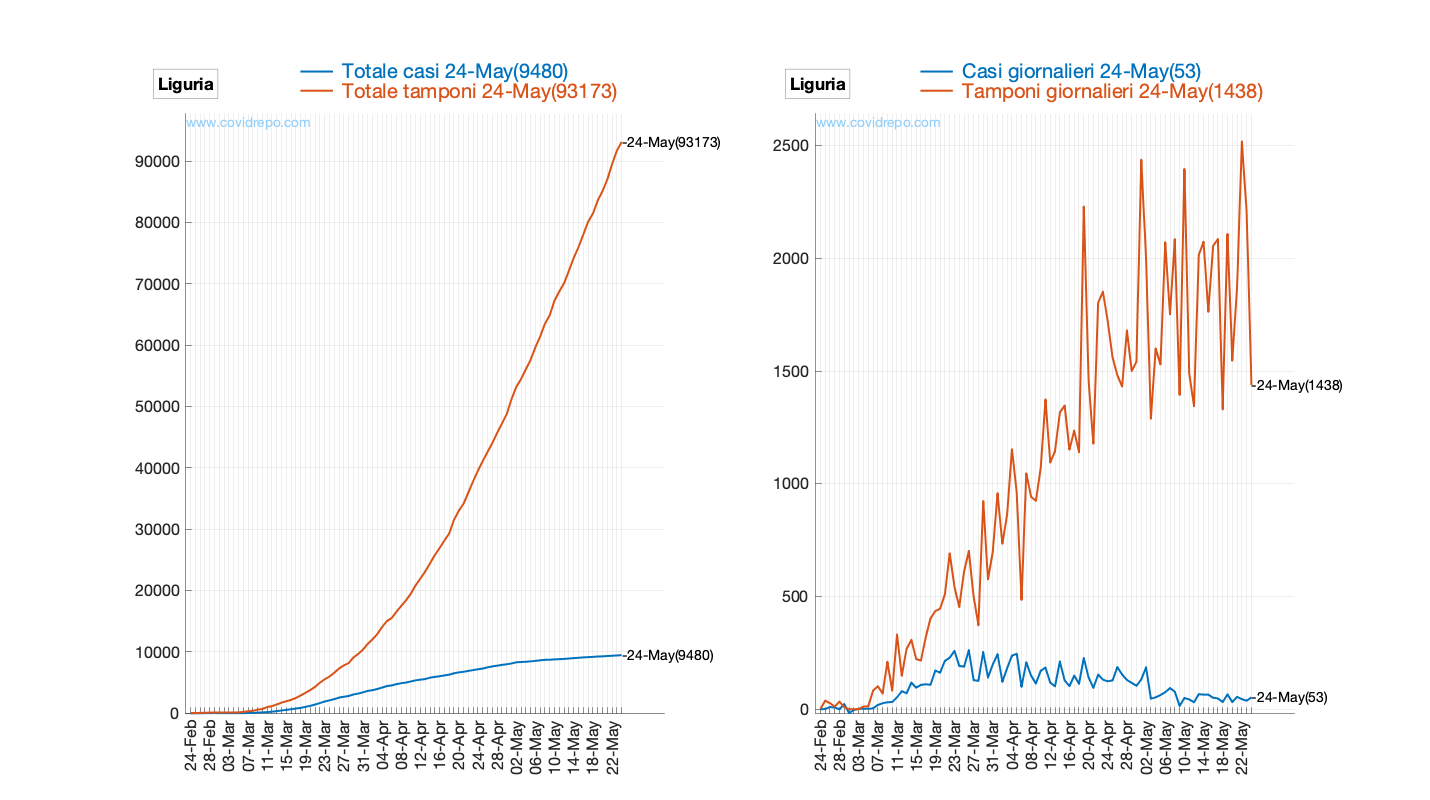 Liguria
Totale casi 24-May(9480)
Totale tamponi 24-May(93173)
www.covidrepo.com
-24-May(93173)
90000
80000
70000
60000
50000
40000
30000
20000
10000
0
-24-May(9480)
24-Feb
28-Feb
03-Mar
07-Mar
11-Mar
15-Mar
19-Mar
23-Mar
27-Mar
31-Mar
04-Apr
08-Apr
12-Apr
16-Apr
20-Apr
24-Apr
28-Apr
02-May
06-May
10-May
14-May
18-May
22-May
Liguria
Casi giornalieri 24-May(53)
Tamponi giornalieri 24-May(1438)
www.covidrepo.com
2500
2000
1500
1000
500
0
-24-May(1438)
-24-May(53)
24-Feb
28-Feb
03-Mar
07-Mar
11-Mar
15-Mar
19-Mar
23-Mar
27-Mar
31-Mar
04-Apr
08-Apr
12-Apr
16-Apr
20-Apr
24-Apr
28-Apr
02-May
06-May
10-May
14-May
18-May
22-May